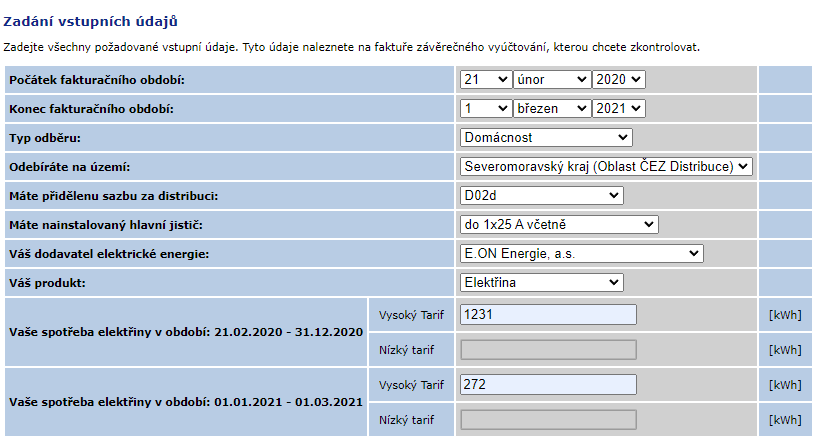 Zadání vstupních údajů
Zadejte všechny požadované vstupní údaje. Tyto údaje naleznete na faktuře závěrečného vyúčtování, kterou chcete zkontrolovat.
Počátek fakturačního období: 21 únor 2020
Konec fakturačního období: 1 březen 2021
Typ odběru: Domácnost
Odebíráte na území: Severomoravský kraj (Oblast ČEZ Distribuce)
Máte přidělenu sazbu za distribuci: D02d
Máte nainstalovaný hlavní jistič: do 1x25 A včetně
Váš dodavatel elektrické energie: E.ON Energie, a.s.
Váš produkt: Elektřina
Vaše spotřeba elektřiny v období: 21.02.2020 - 31.12.2020
Vysoký Tarif 1231 [kWh]
Nízký tarif [kWh]
Vaše spotřeba elektřiny v období: 01.01.2021 - 01.03.2021
Vysoký Tarif 272 [kWh]
Nízký tarif [kWh]